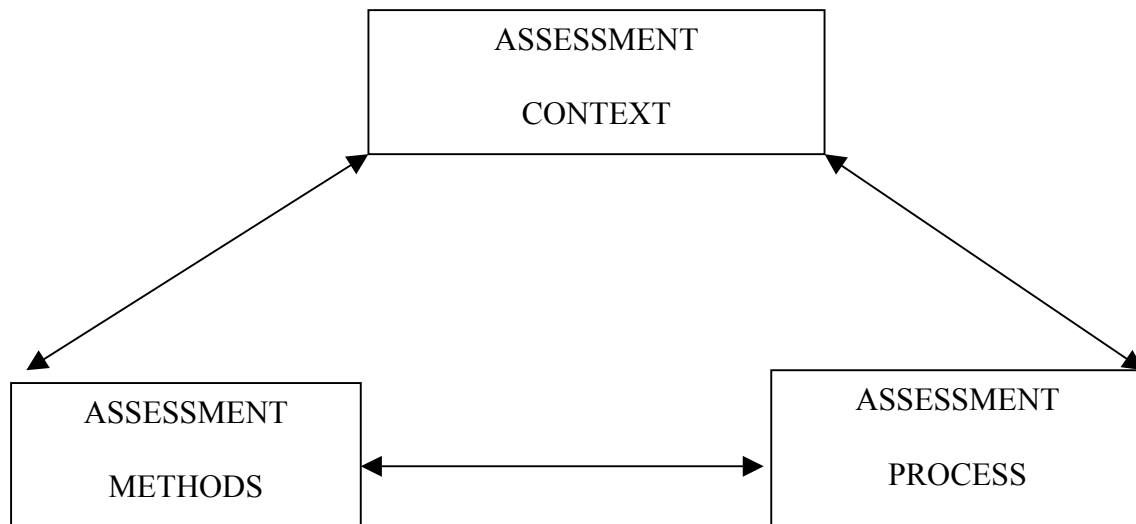 ASSESSMENT
CONTEXT
ASSESSMENT
METHODS
ASSESSMENT
PROCESS